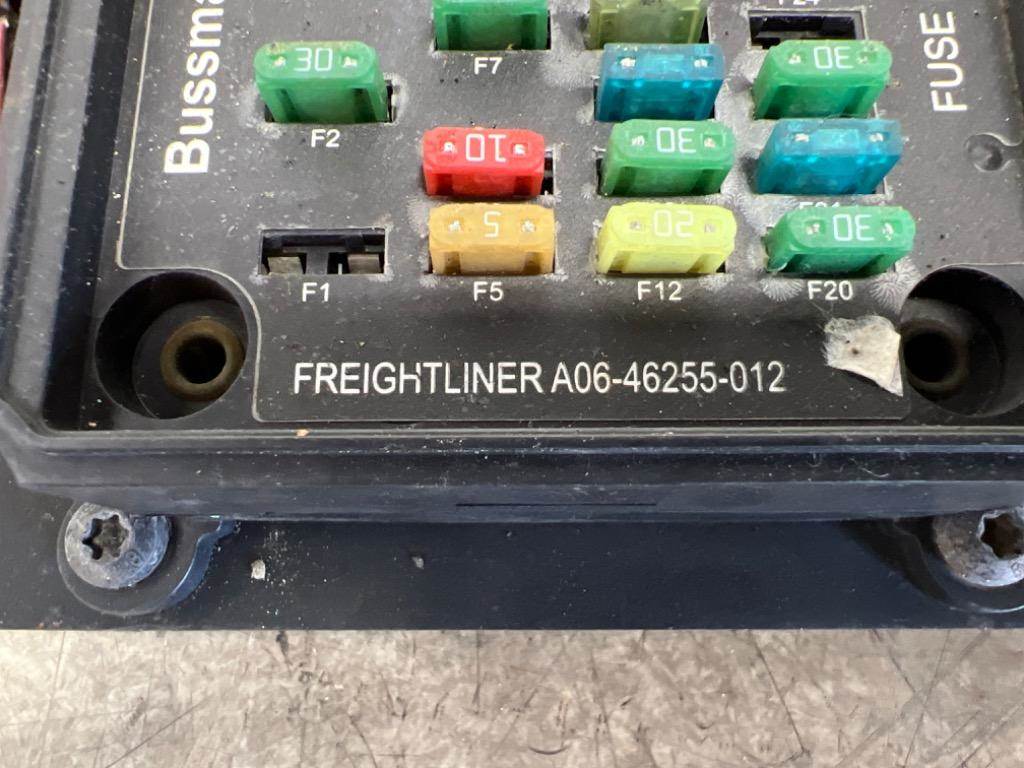 Bussma
FUSE
F7
30
30
F2
10
30
5
20
30
F1
F5
F12
F20
FREIGHTLINER A06-46255-012